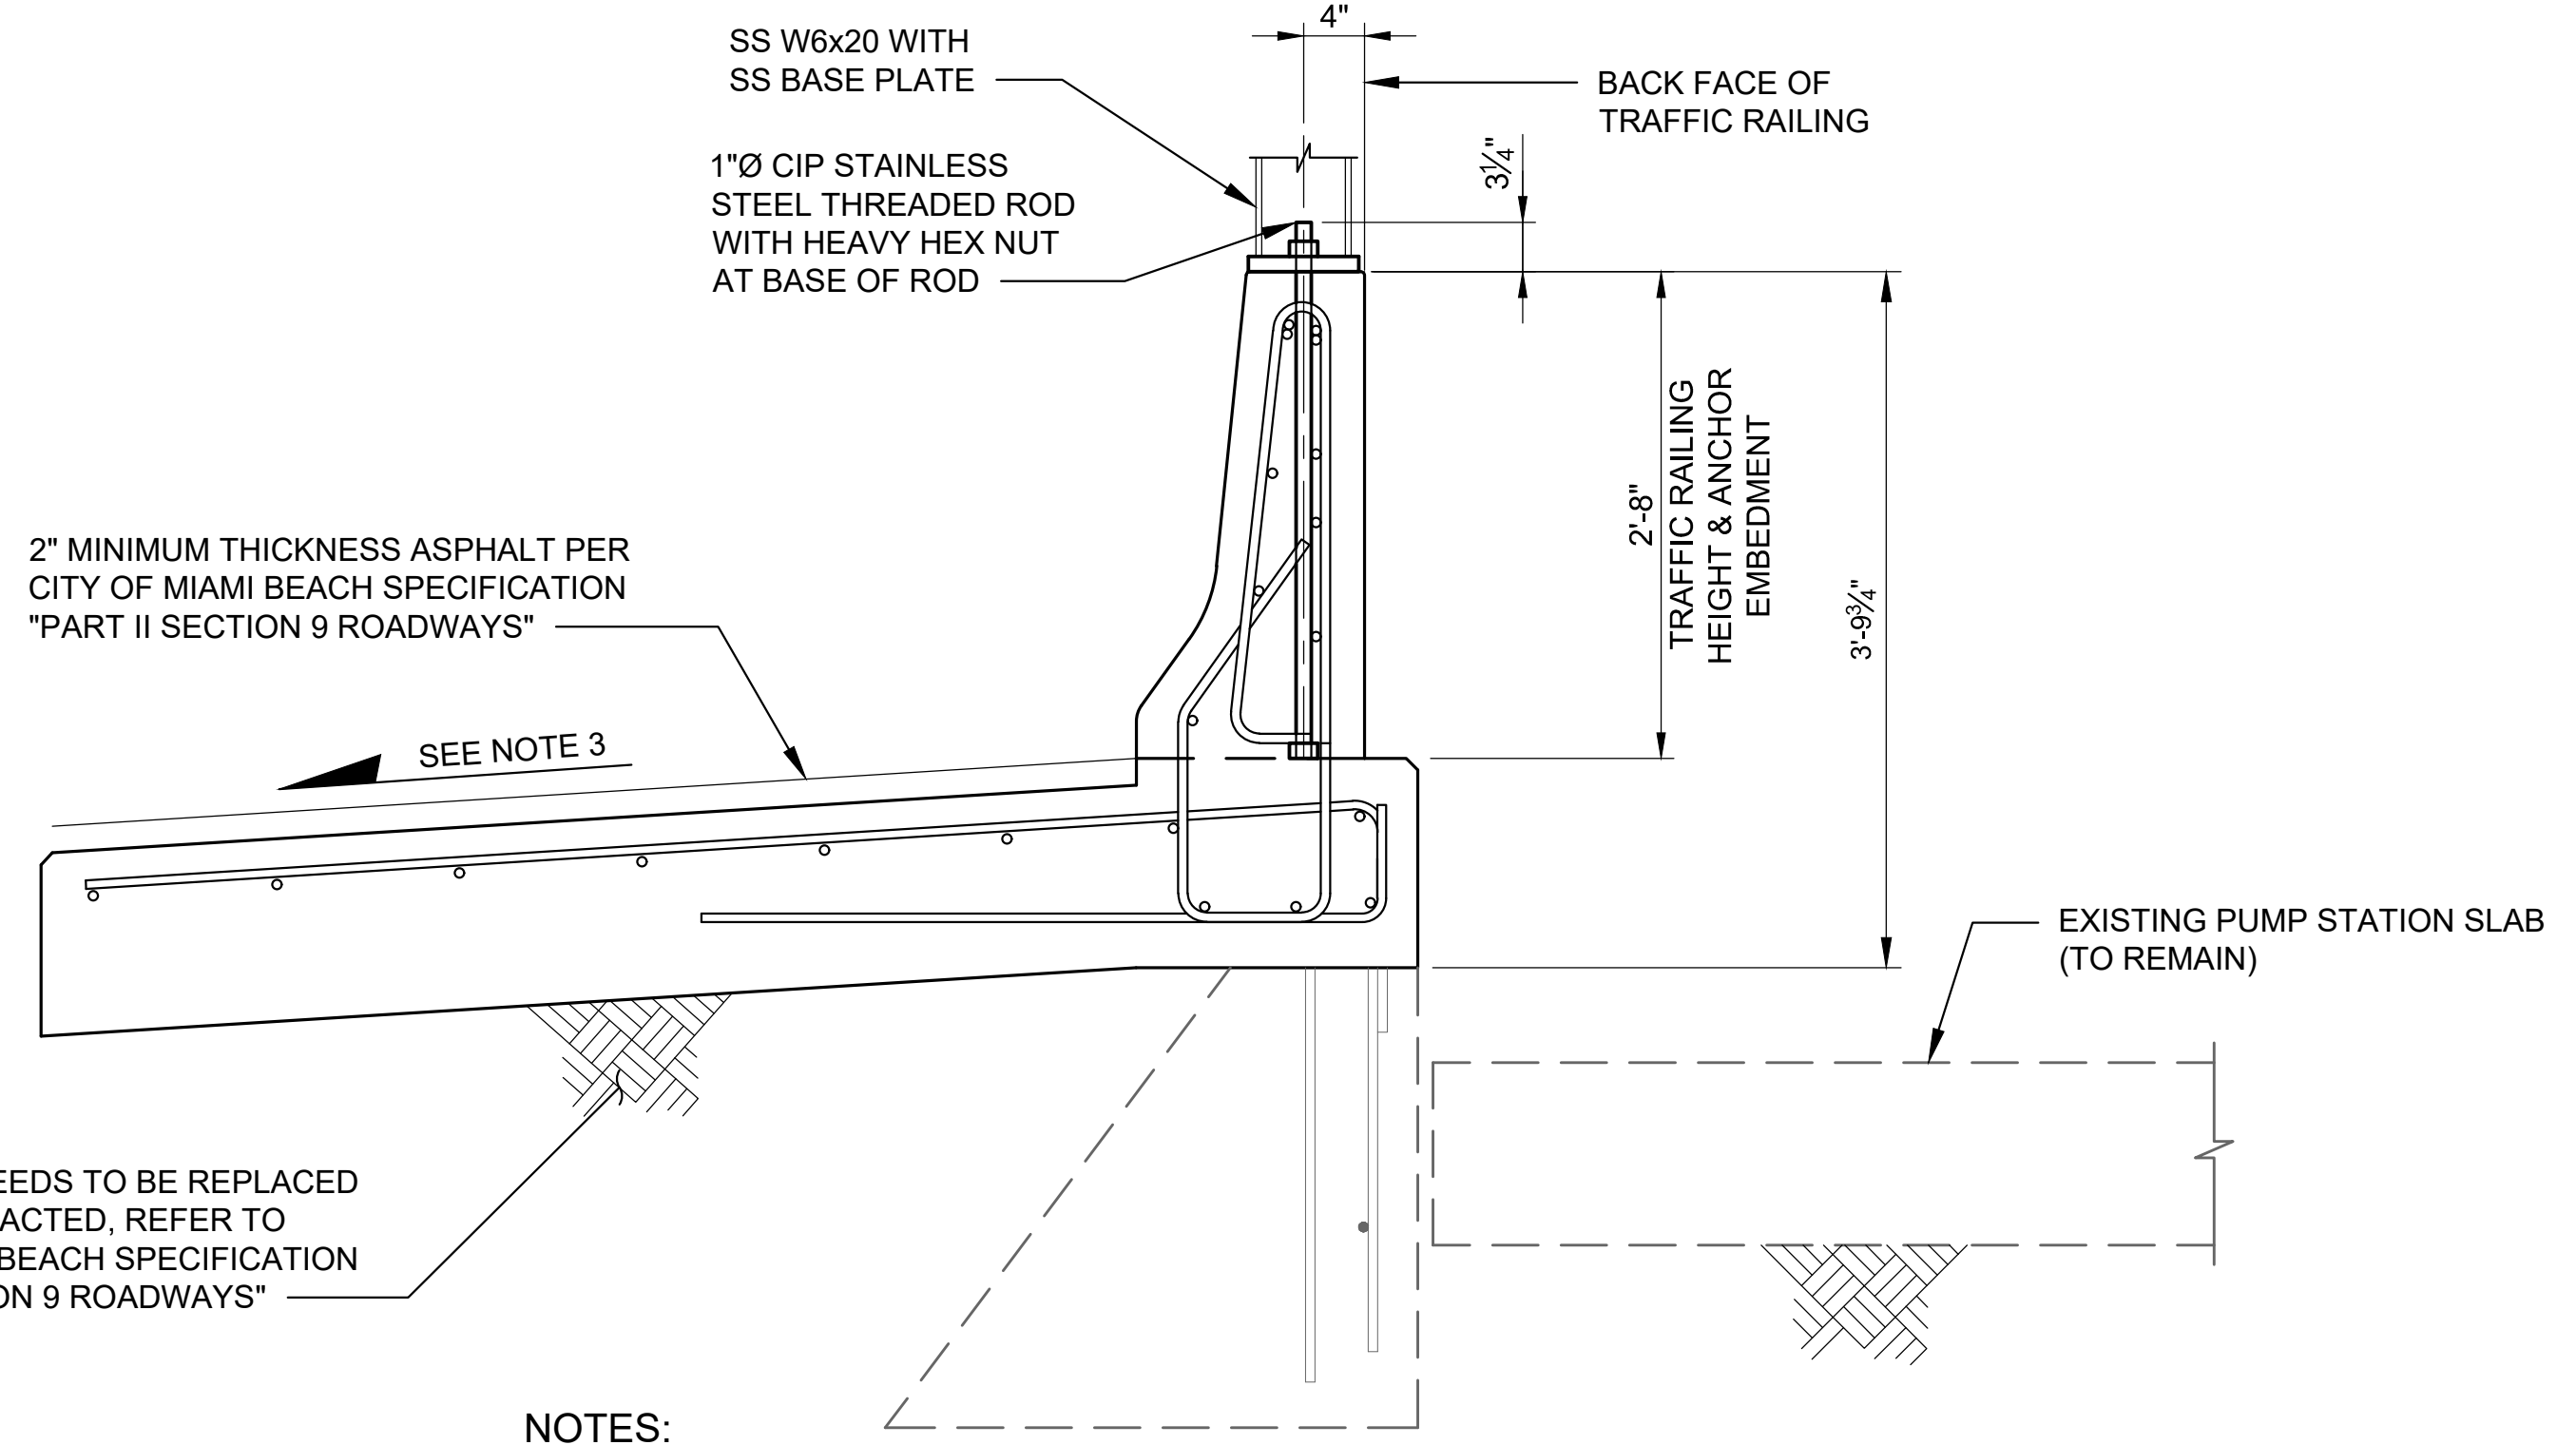 4"
SS W6x20 WITH
SS BASE PLATE
BACK FACE OF
TRAFFIC RAILING
1"Ø CIP STAINLESS
STEEL THREADED ROD
WITH HEAVY HEX NUT
AT BASE OF ROD
3¼"
2'-8"
TRAFFIC RAILING
HEIGHT & ANCHOR
EMBEDMENT
3'-9¾"
2" MINIMUM THICKNESS ASPHALT PER
CITY OF MIAMI BEACH SPECIFICATION
"PART II SECTION 9 ROADWAYS"
SEE NOTE 3
EXISTING PUMP STATION SLAB
(TO REMAIN)
TO BE REPLACED
REFER TO
BEACH SPECIFICATION
9 ROADWAYS"
NOTES: